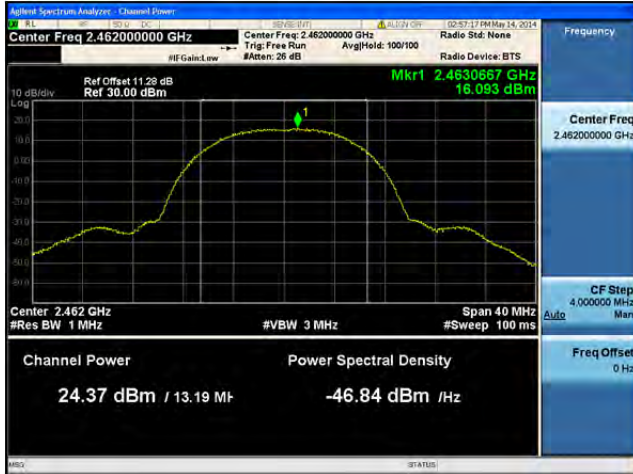 Agilent Spectrum Analyzer - Channel Power
RL RF 50 Ω DC SENSE:INT ALIGN OFF 02:57:17 PM May 14, 2014
Center Freq 2.462000000 GHz
Center Freq: 2.462000000 GHz
Radio Std: None
Trig: Free Run Avg|Hold: 100/100
#IFGain:Low #Atten: 26 dB Radio Device: BTS
Frequency
Mkr1 2.4630667 GHz
16.093 dBm
Ref Offset 11.28 dB
10 dB/div Ref 30.00 dBm
Log
20.0
10.0
0.00
-10.0
-20.0
-30.0
-40.0
-50.0
-60.0
1
Center 2.462 GHz Span 40 MHz
#Res BW 1 MHz #VBW 3 MHz #Sweep 100 ms
Channel Power Power Spectral Density
24.37 dBm / 13.19 MH -46.84 dBm /Hz
Center Freq
2.462000000 GHz
CF Step
4.000000 MHz
Auto Man
Freq Offset
0 Hz
MSG STATUS